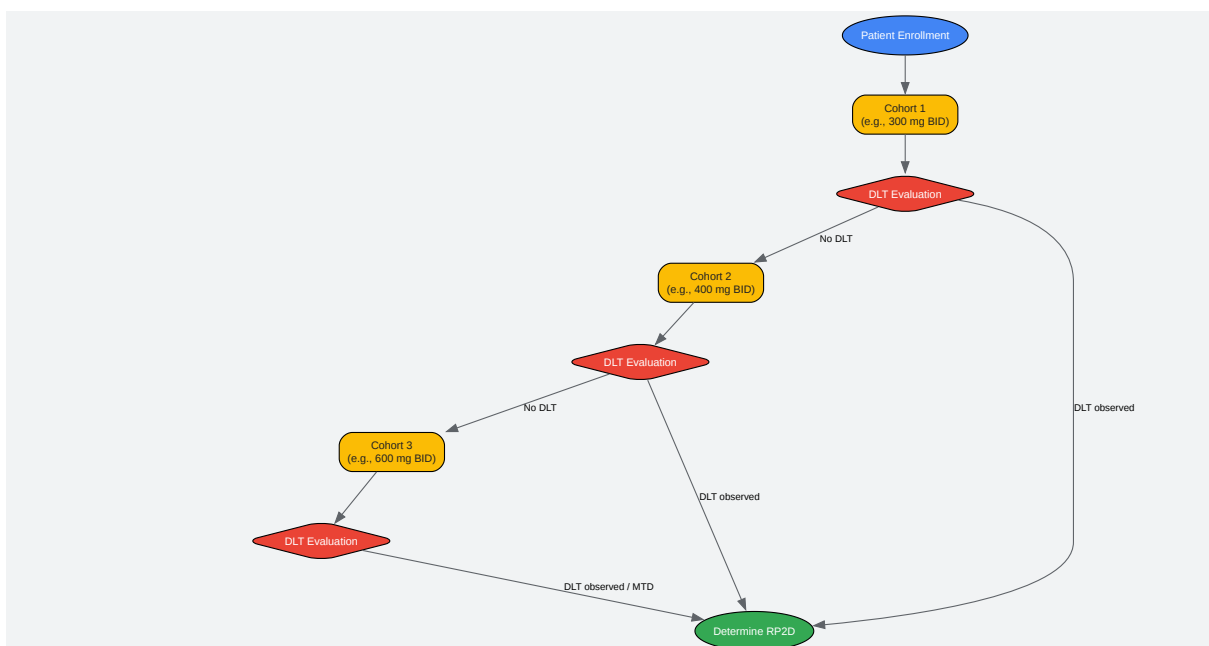 Patient Enrollment
Cohort 1
(e.g., 300 mg BID)
DLT Evaluation
No DLT
Cohort 2
(e.g., 400 mg BID)
DLT Evaluation
No DLT
DLT observed
Cohort 3
(e.g., 600 mg BID)
DLT observed
DLT Evaluation
DLT observed / MTD
Determine RP2D